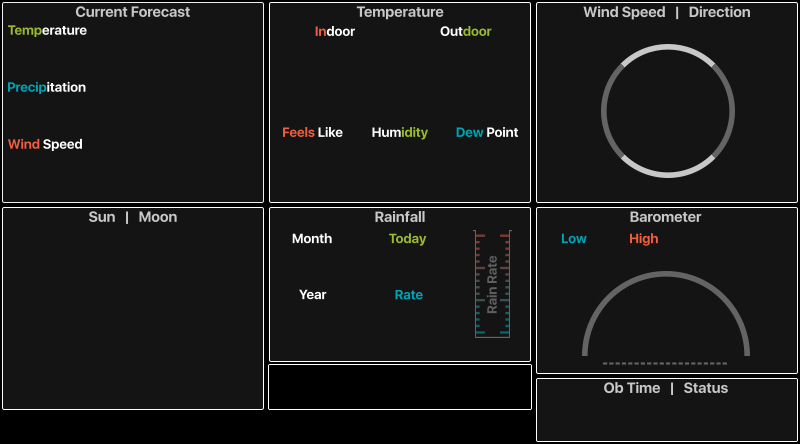 Current Forecast
Temperature
Precipitation
Wind Speed
Temperature
Indoor Outdoor
Feels Like Humidity Dew Point
Wind Speed | Direction
Sun | Moon
Rainfall
Month Today
Year Rate
Rain Rate
Barometer
Low High
Ob Time | Status